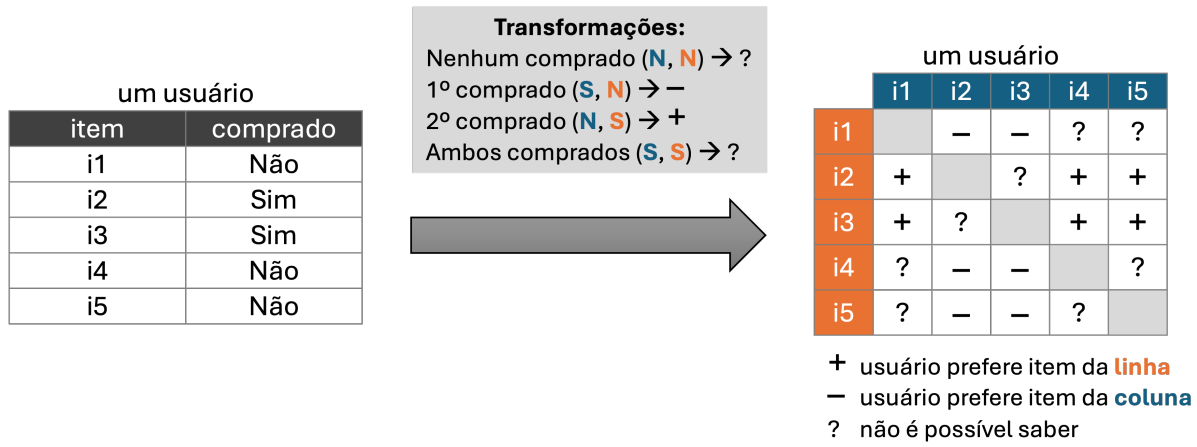 um usuário
item comprado
i1 Não
i2 Sim
i3 Sim
i4 Não
i5 Não
Transformações:
Nenhum comprado (N, N) → ?
1º comprado (S, N) → −
2º comprado (N, S) → +
Ambos comprados (S, S) → ?
um usuário
i1 i2 i3 i4 i5
i1 − − ? ?
i2 + ? + +
i3 + ? + +
i4 ? − − ?
i5 ? − − ?
+ usuário prefere item da linha
− usuário prefere item da coluna
? não é possível saber